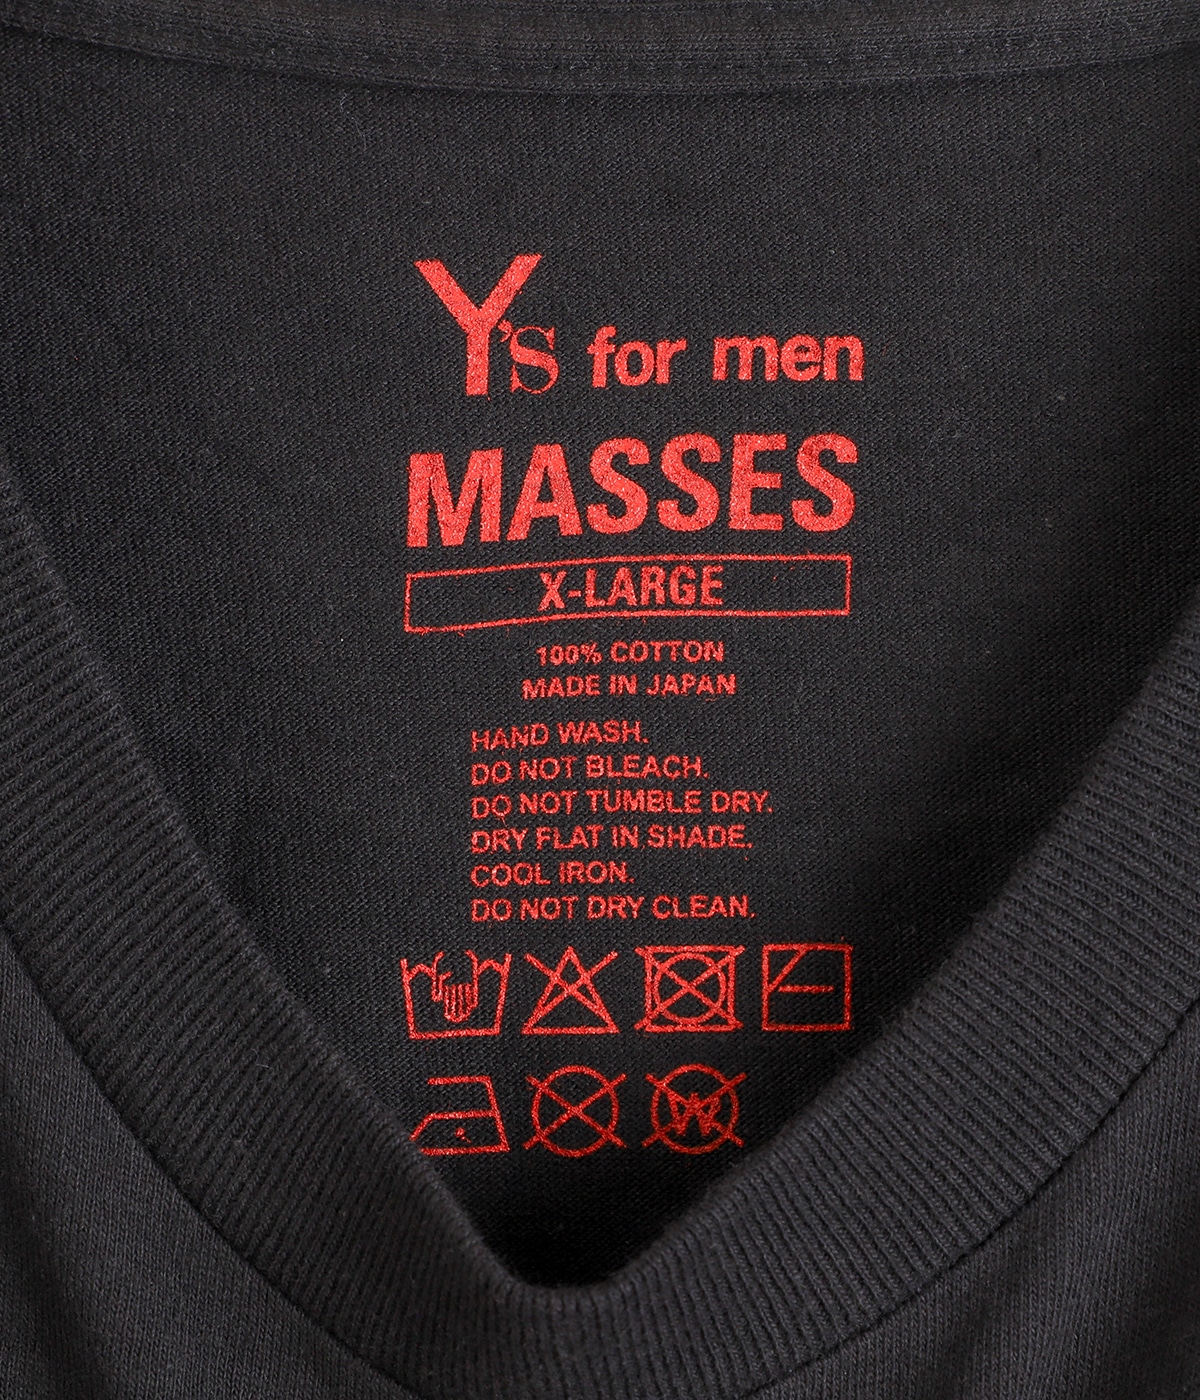 Y's for men
MASSES
X-LARGE
100% COTTON
MADE IN JAPAN
HAND WASH.
DO NOT BLEACH.
DO NOT TUMBLE DRY.
DRY FLAT IN SHADE.
COOL IRON.
DO NOT DRY CLEAN.
W